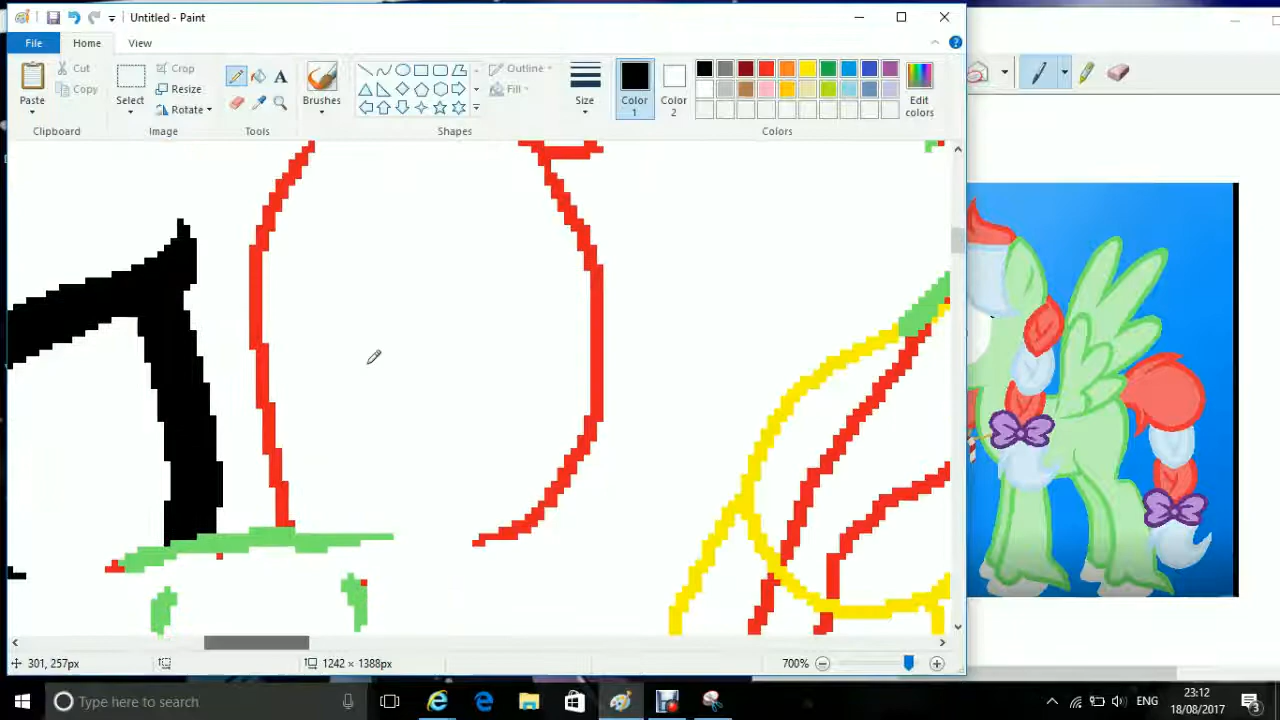 Untitled - Paint
File Home View
Paste Cut Copy Select Crop Resize Rotate Brushes Outline Fill Size Color 1 Color 2 Edit colors
Clipboard Image Tools Shapes Colors
301, 257px 1242 × 1388px 700%
Type here to search ENG 23:12
18/08/2017 3